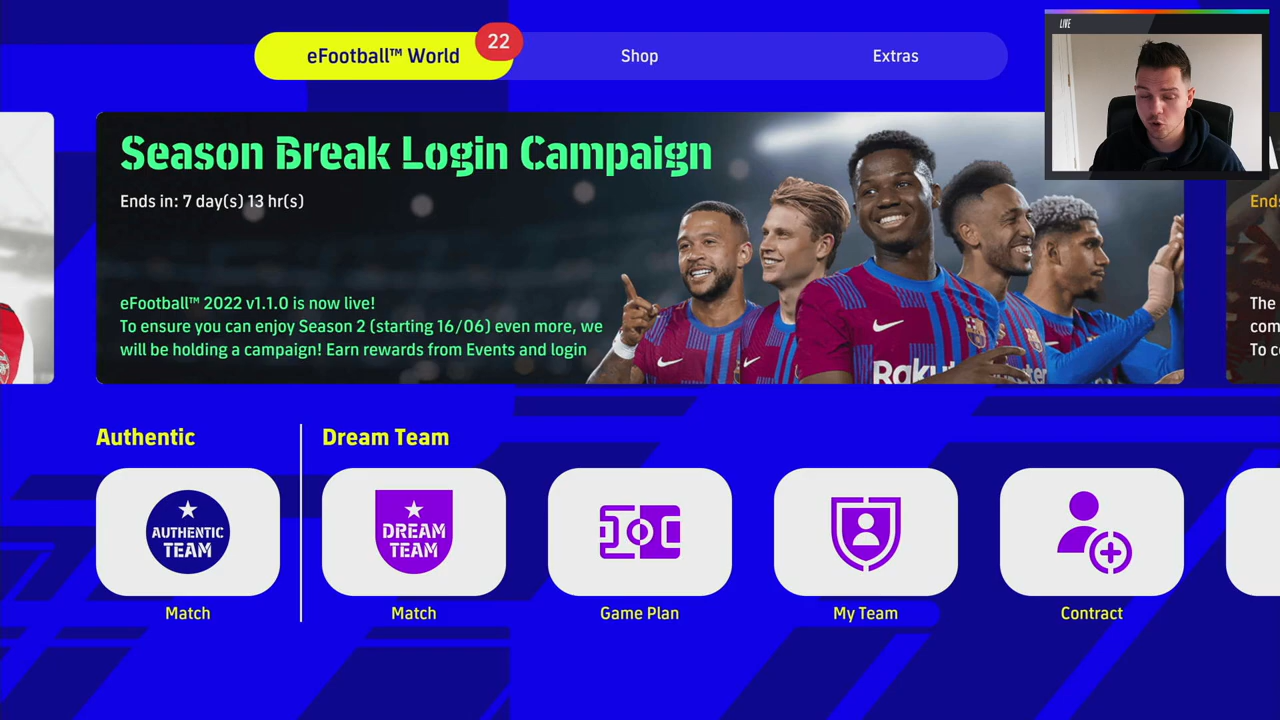 eFootball™ World
22
Shop
Extras
LIVE
Season Break Login Campaign
Ends in: 7 day(s) 13 hr(s)
eFootball™ 2022 v1.1.0 is now live!
To ensure you can enjoy Season 2 (starting 16/06) even more, we
will be holding a campaign! Earn rewards from Events and login
The
To
Authentic
Dream Team
AUTHENTIC
TEAM
DREAM
TEAM
Match
Match
Game Plan
My Team
Contract